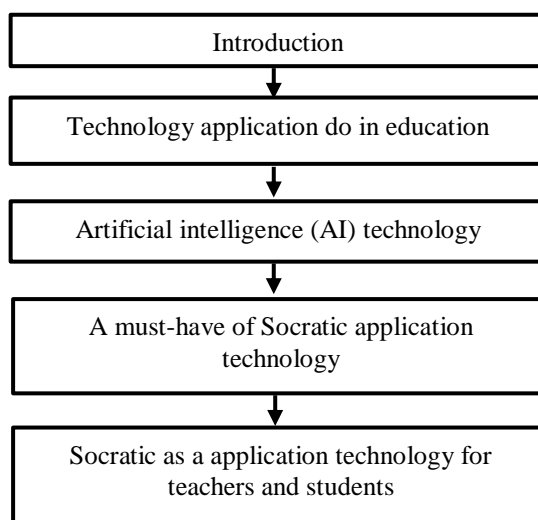 Introduction
Technology application do in education
Artificial intelligence (AI) technology
A must-have of Socratic application
technology
Socratic as a application technology for
teachers and students